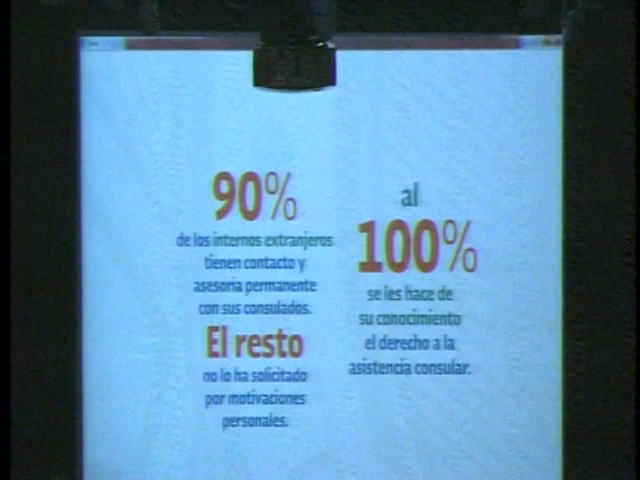 90%
de los internos extranjeros
tienen contacto y
asesoria permanente
con sus consulados.
El resto
no lo ha solicitado
por motivaciones
personales.
al
100%
se les hace de
su conocimiento
el derecho a la
asistencia consular.